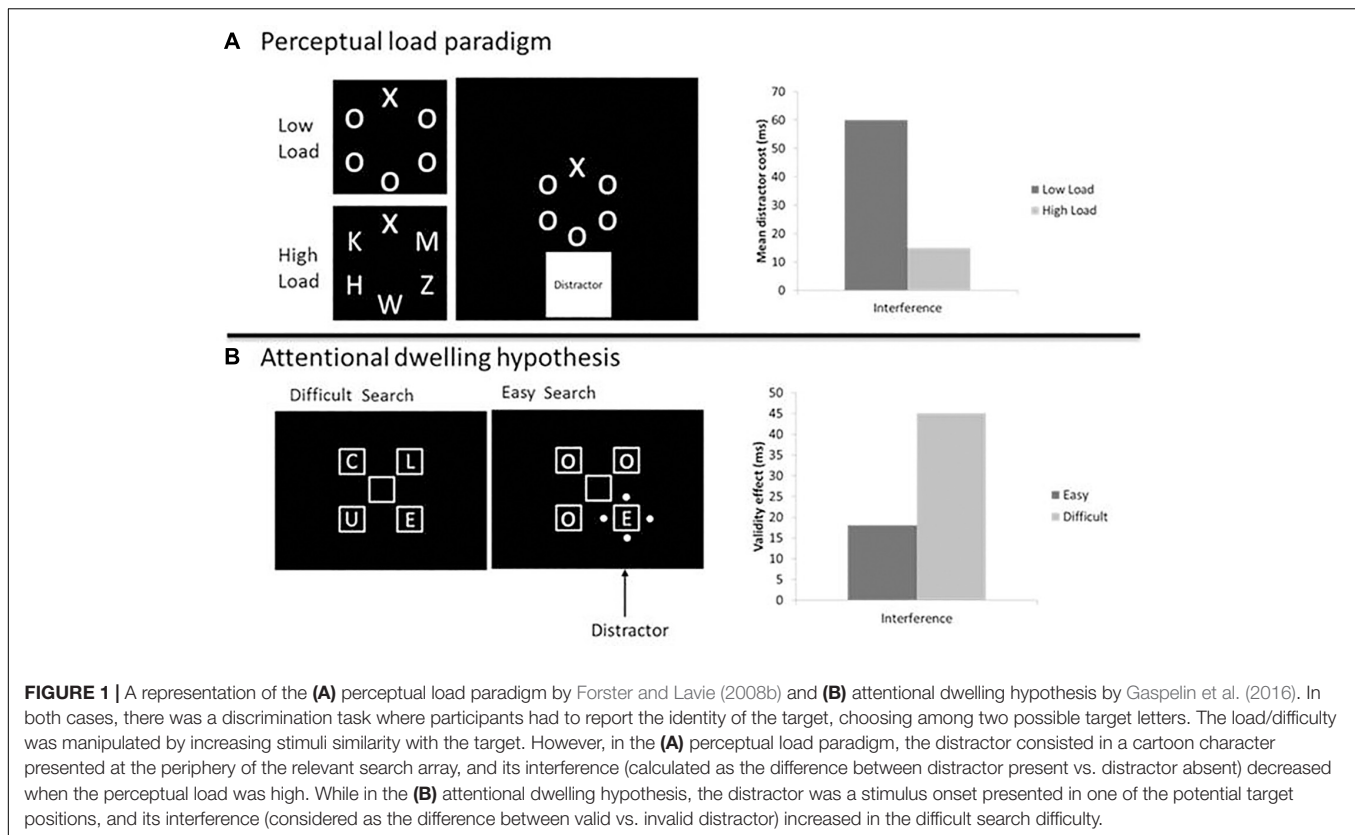 A Perceptual load paradigm
Low
Load
X
O O
O O
O
High
Load
X
K M
H Z
W
X
O O
O O
O
Distractor
Mean distractor cost (ms)
70
60
50
40
30
20
10
0
Interference
Low Load
High Load
B Attentional dwelling hypothesis
Difficult Search
C L
U E
Easy Search
O O
O E
Distractor
Validity effect (ms)
50
45
40
35
30
25
20
15
10
5
0
Interference
Easy
Difficult
FIGURE 1 | A representation of the (A) perceptual load paradigm by Forster and Lavie (2008b) and (B) attentional dwelling hypothesis by Gaspelin et al. (2016). In
both cases, there was a discrimination task where participants had to report the identity of the target, choosing among two possible target letters. The load/difficulty
was manipulated by increasing stimuli similarity with the target. However, in the (A) perceptual load paradigm, the distractor consisted in a cartoon character
presented at the periphery of the relevant search array, and its interference (calculated as the difference between distractor present vs. distractor absent) decreased
when the perceptual load was high. While in the (B) attentional dwelling hypothesis, the distractor was a stimulus onset presented in one of the potential target
positions, and its interference (considered as the difference between valid vs. invalid distractor) increased in the difficult search difficulty.